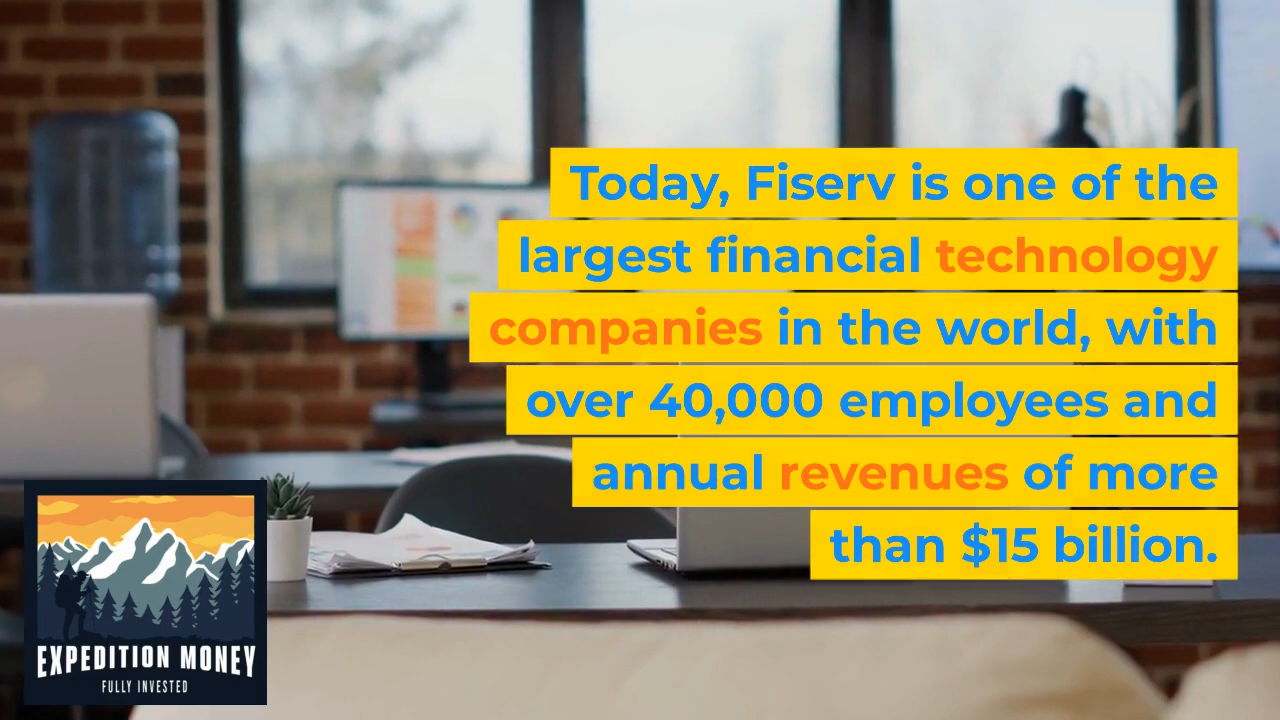 Today, Fiserv is one of the
largest financial technology
companies in the world, with
over 40,000 employees and
annual revenues of more
than $15 billion.
EXPEDITION MONEY
FULLY INVESTED